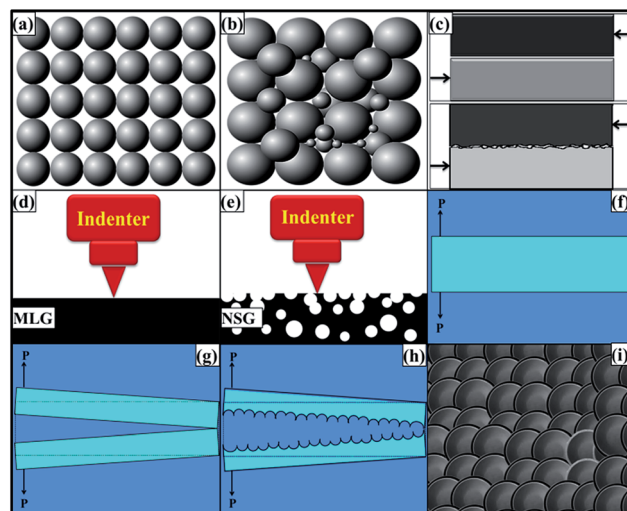 (a)
(b)
(c)
(d)
Indenter
MLG
(e)
Indenter
NSG
(f)
P
P
(g)
P
P
(h)
P
P
(i)